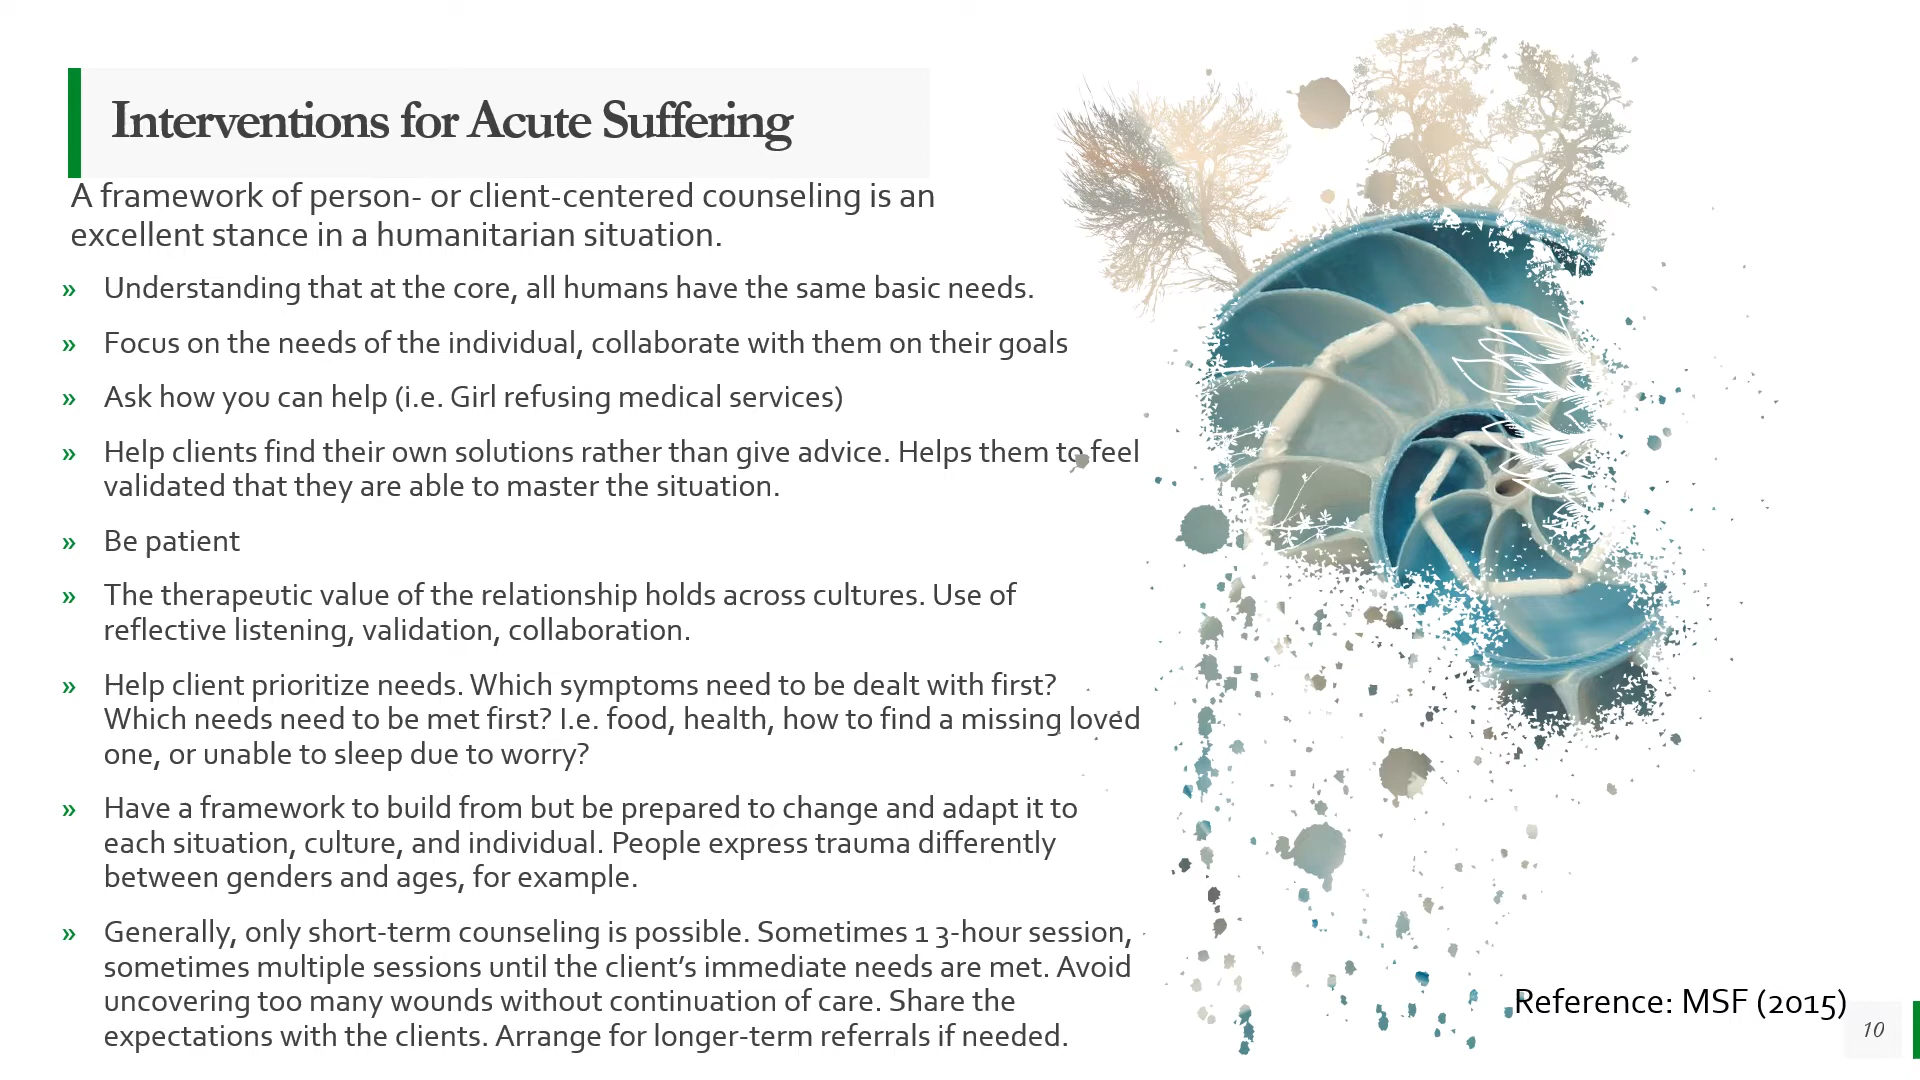 Interventions for Acute Suffering
A framework of person- or client-centered counseling is an
excellent stance in a humanitarian situation.
» Understanding that at the core, all humans have the same basic needs.
» Focus on the needs of the individual, collaborate with them on their goals
» Ask how you can help (i.e. Girl refusing medical services)
» Help clients find their own solutions rather than give advice. Helps them to feel
validated that they are able to master the situation.
» Be patient
» The therapeutic value of the relationship holds across cultures. Use of
reflective listening, validation, collaboration.
» Help client prioritize needs. Which symptoms need to be dealt with first?
Which needs need to be met first? I.e. food, health, how to find a missing loved
one, or unable to sleep due to worry?
» Have a framework to build from but be prepared to change and adapt it to
each situation, culture, and individual. People express trauma differently
between genders and ages, for example.
» Generally, only short-term counseling is possible. Sometimes 1 3-hour session,
sometimes multiple sessions until the client’s immediate needs are met. Avoid
uncovering too many wounds without continuation of care. Share the
expectations with the clients. Arrange for longer-term referrals if needed.
Reference: MSF (2015)
10